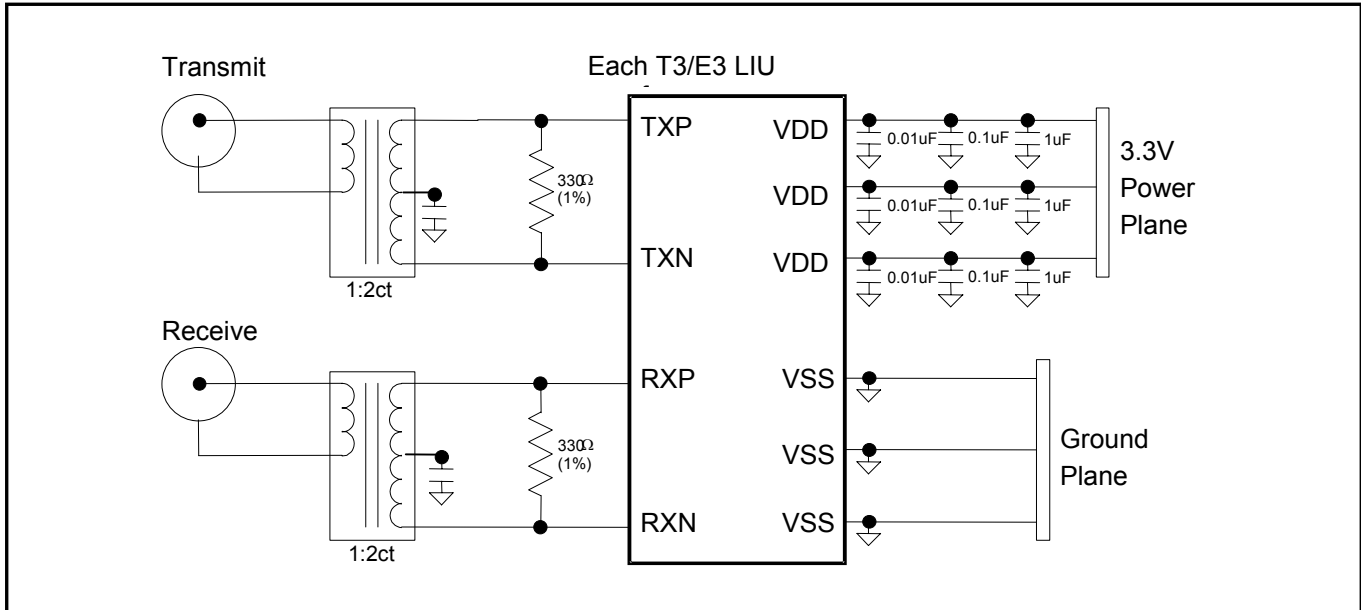 Transmit
Each T3/E3 LIU
TXP
VDD
0.01uF
0.1uF
1uF
3.3V
Power
Plane
330Ω
(1%)
VDD
0.01uF
0.1uF
1uF
TXN
VDD
0.01uF
0.1uF
1uF
1:2ct
Receive
RXP
VSS
330Ω
(1%)
VSS
Ground
Plane
RXN
VSS
1:2ct